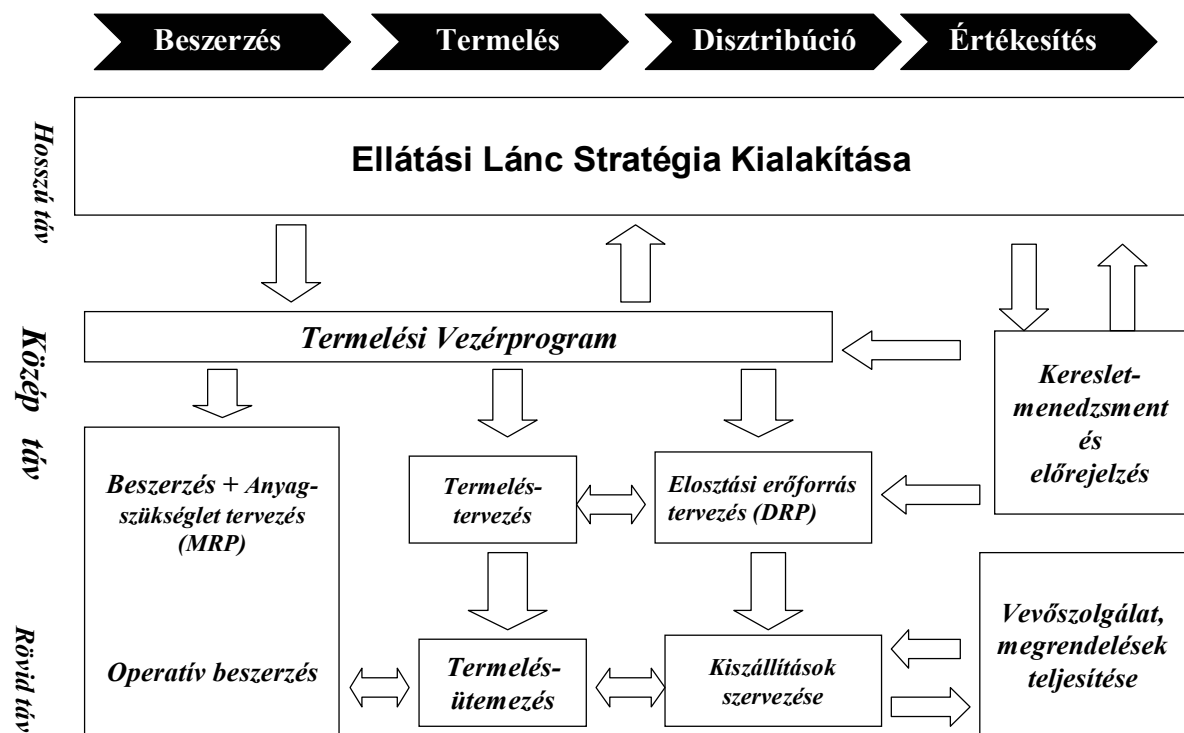 Beszerzés
Termelés
Disztribúció
Értékesítés
Hosszú táv
Ellátási Lánc Stratégia Kialakítása
Közép táv
Termelési Vezérprogram
Kereslet-
menedzsment
és
előrejelzés
Beszerzés + Anyag-
szükséglet tervezés
(MRP)
Termelés-
tervezés
Elosztási erőforrás
tervezés (DRP)
Rövid táv
Operatív beszerzés
Termelés-
ütemezés
Kiszállítások
szervezése
Vevőszolgálat,
megrendelések
teljesítése